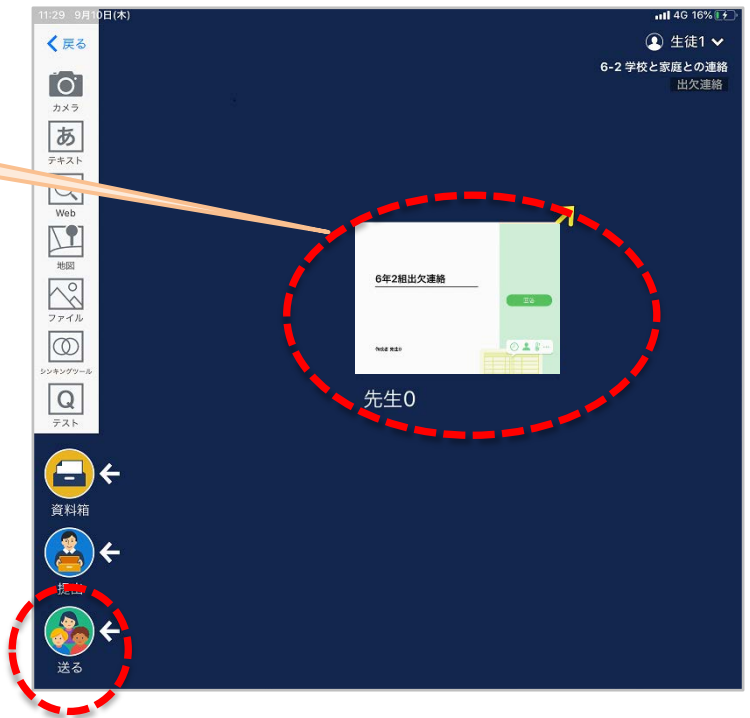 11:29 9月10日(木)
4G 16%
戻る
生徒1
6-2 学校と家庭との連絡
出欠連絡
カメラ
あ
テキスト
Web
地図
ファイル
シンキングツール
Q
テスト
6年2組出欠連絡
先生0
資料箱
提出
送る